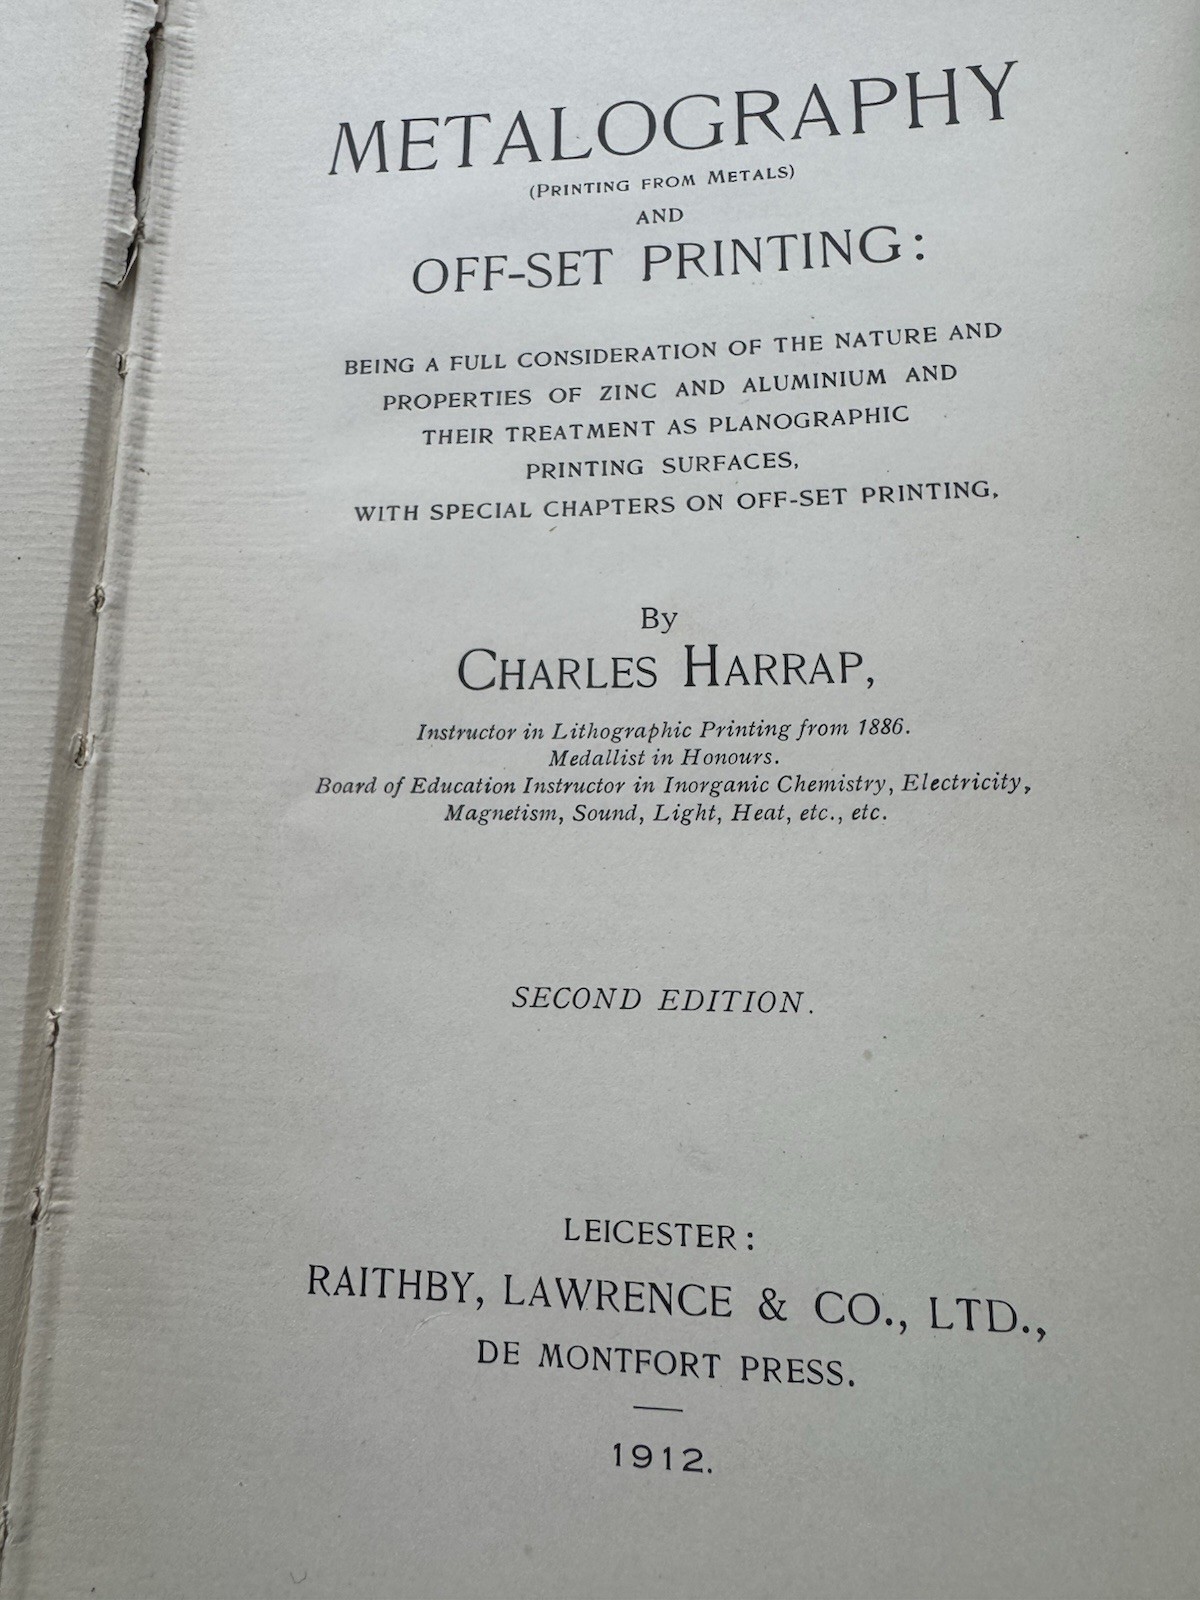 METALOGRAPHY
(PRINTING FROM METALS)
AND
OFF-SET PRINTING:
BEING A FULL CONSIDERATION OF THE NATURE AND
PROPERTIES OF ZINC AND ALUMINIUM AND
THEIR TREATMENT AS PLANOGRAPHIC
PRINTING SURFACES,
WITH SPECIAL CHAPTERS ON OFF-SET PRINTING,
By
CHARLES HARRAP,
Instructor in Lithographic Printing from 1886.
Medallist in Honours.
Board of Education Instructor in Inorganic Chemistry, Electricity,
Magnetism, Sound, Light, Heat, etc., etc.
SECOND EDITION.
LEICESTER:
RAITHBY, LAWRENCE & CO., LTD.,
DE MONTFORT PRESS.
1912.